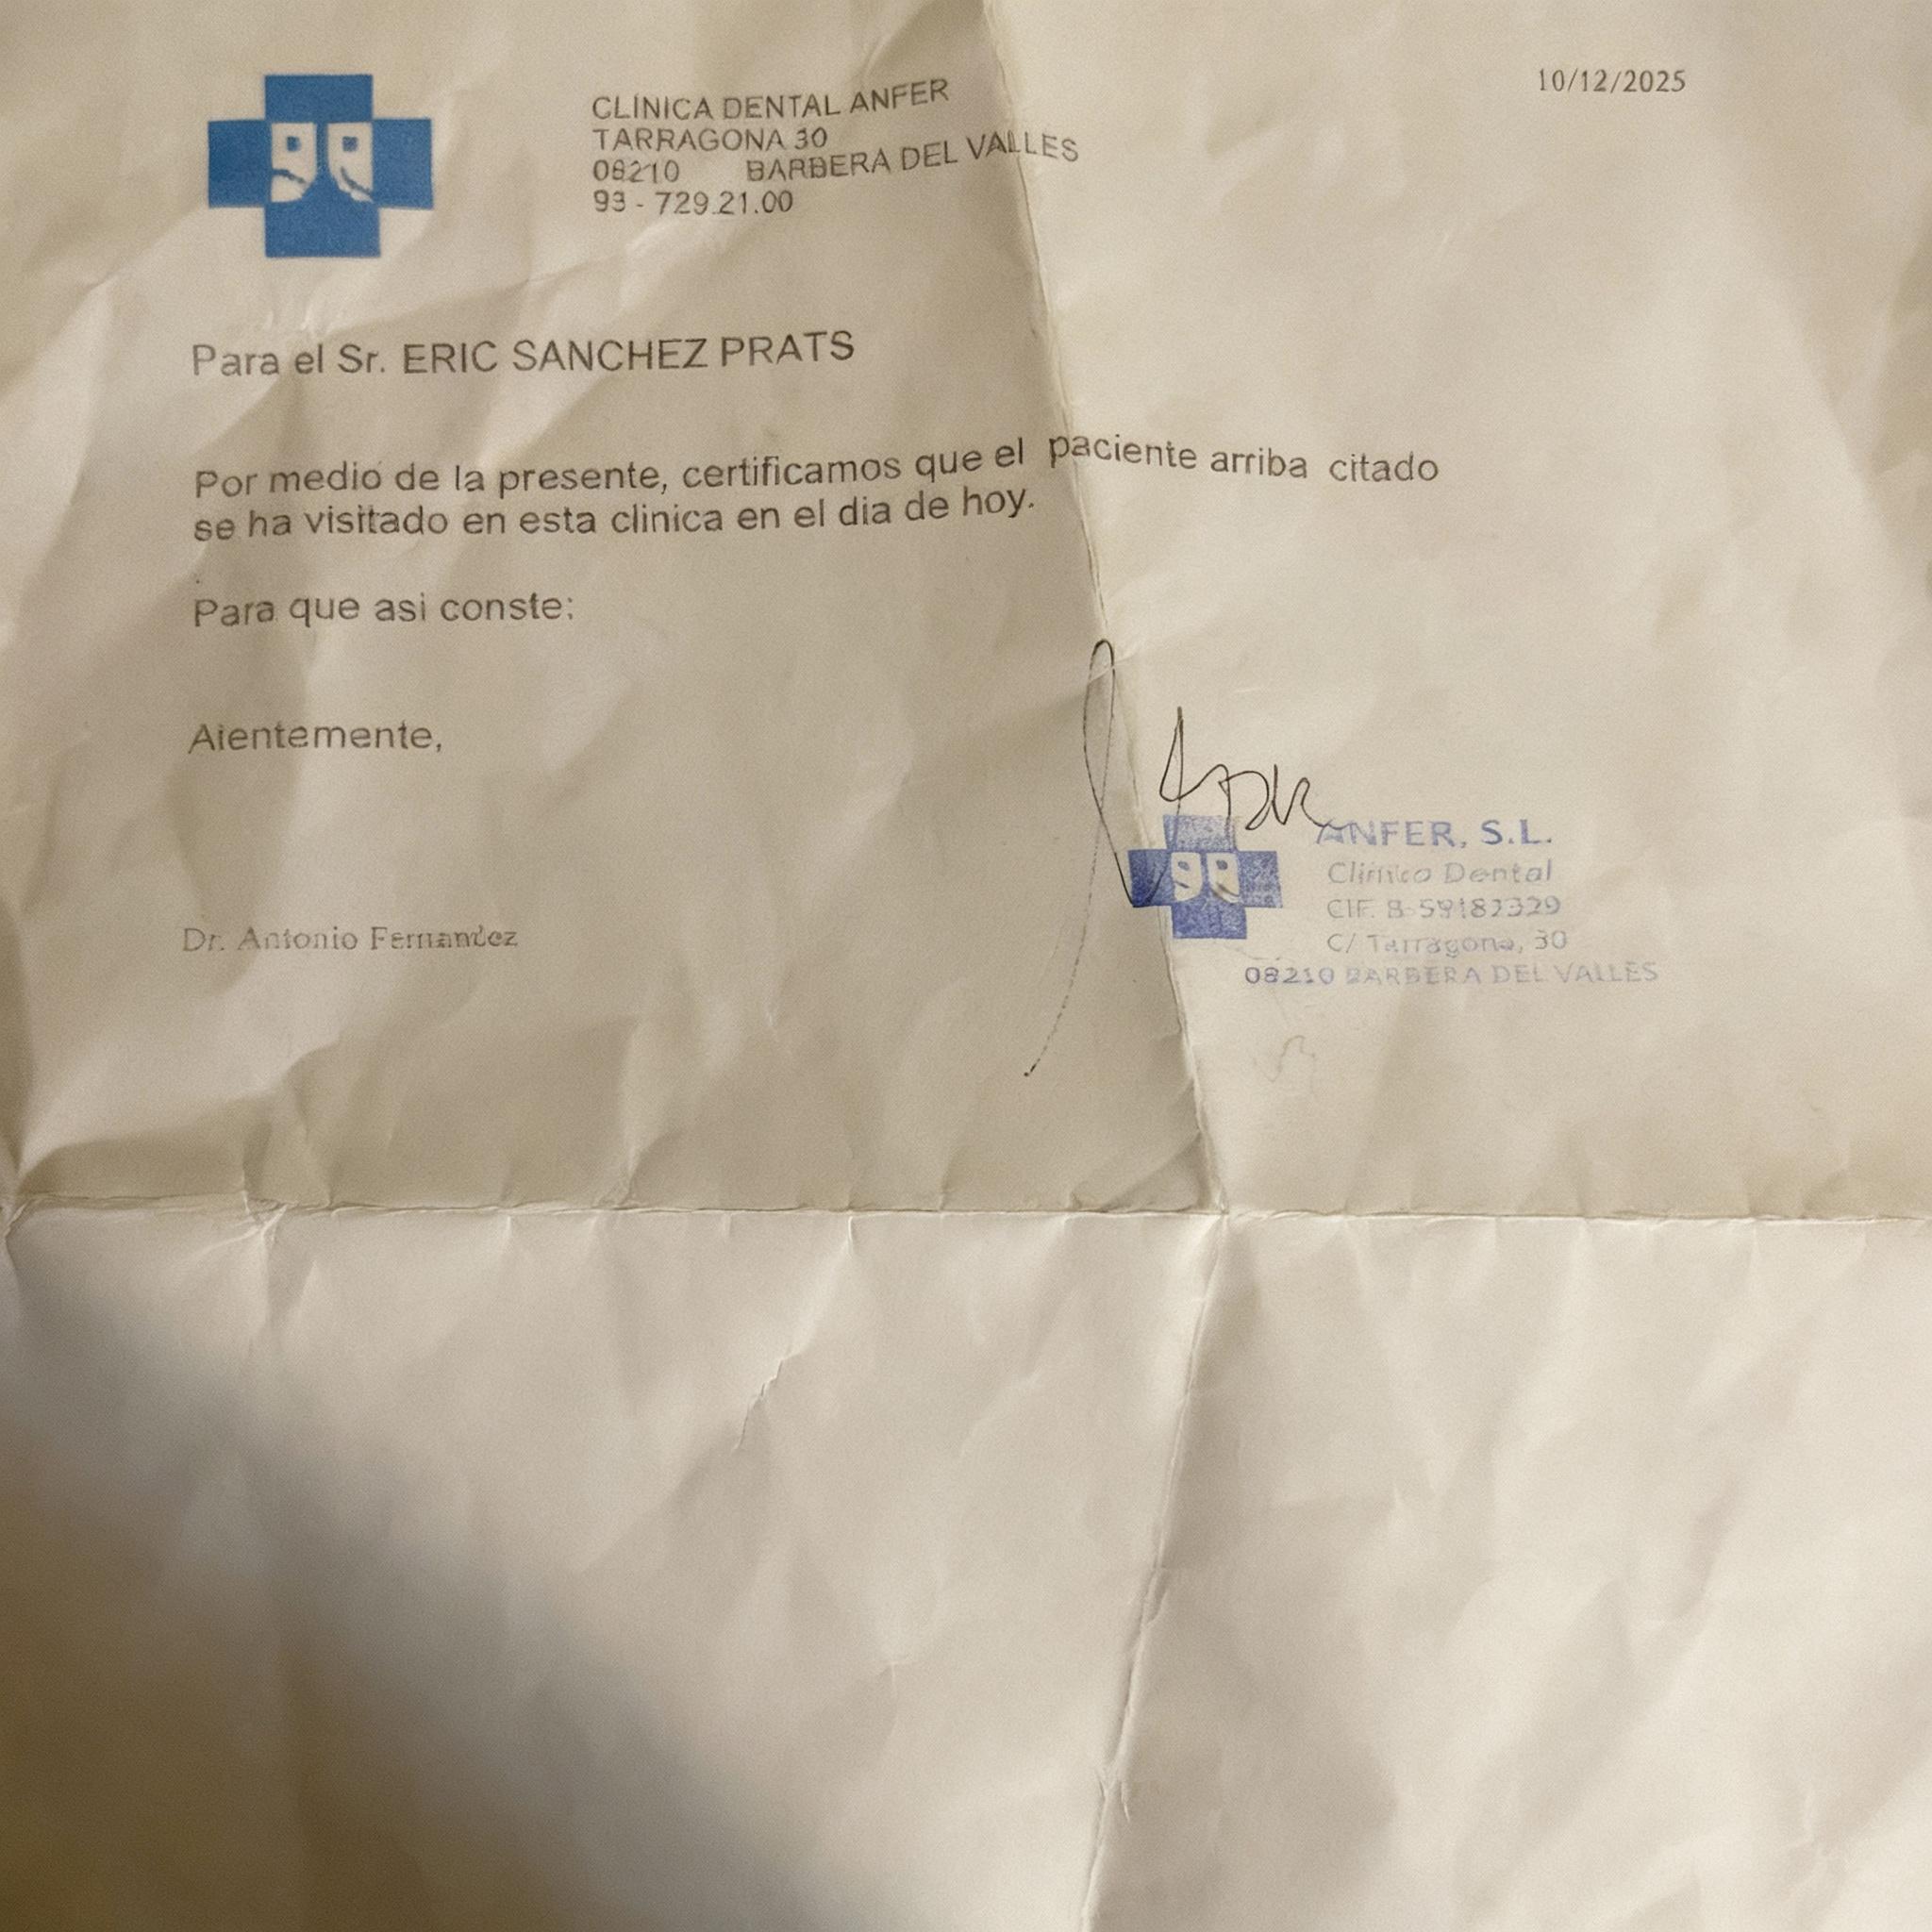 10/12/2025
CLINICA DENTAL ANFER
TARRAGONA 30
08210 BARBERA DEL VALLES
93 - 729.21.00
Para el Sr. ERIC SANCHEZ PRATS
Por medio de la presente, certificamos que el paciente arriba citado
se ha visitado en esta clinica en el dia de hoy.
Para que asi conste:
Aientemente,
ANFER, S.L.
Clinico Dental
CIF. B-59182329
Dr. Antonio Fernandez
C/ Tarragona, 30
08210 BARBERA DEL VALLES